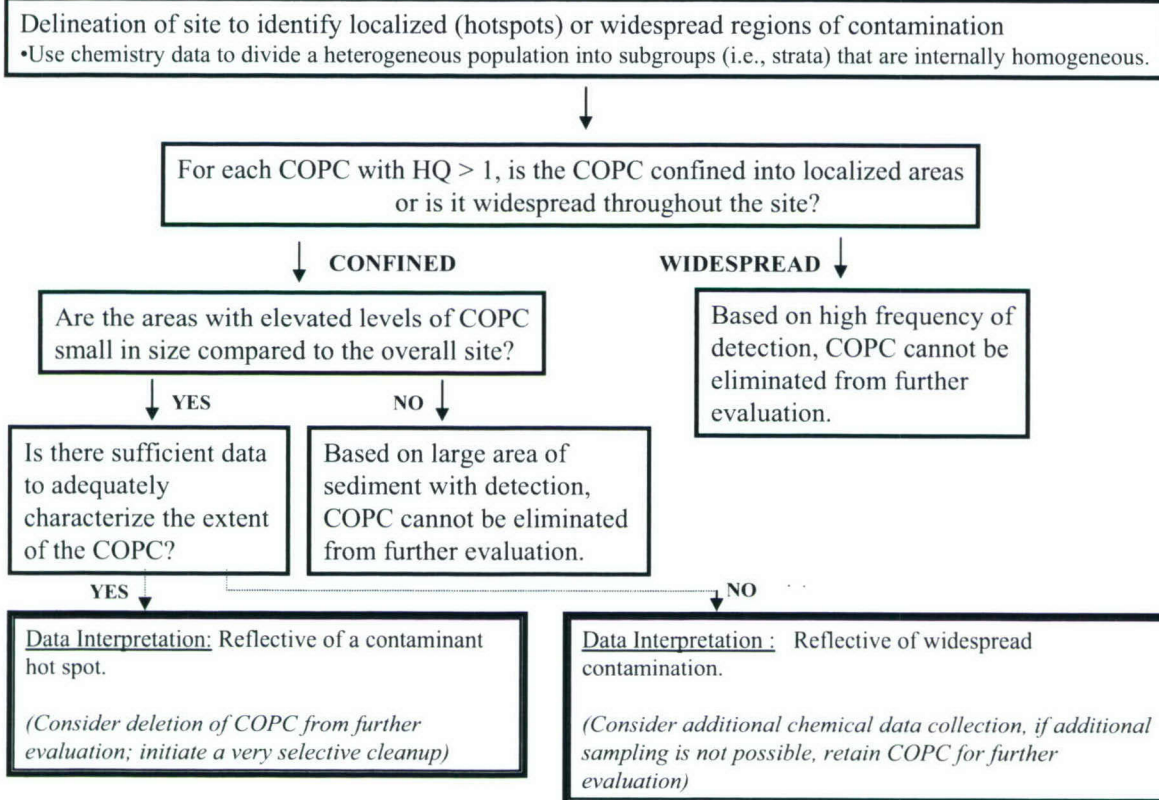 Delineation of site to identify localized (hotspots) or widespread regions of contamination
•Use chemistry data to divide a heterogeneous population into subgroups (i.e., strata) that are internally homogeneous.
For each COPC with HQ > 1, is the COPC confined into localized areas
or is it widespread throughout the site?
CONFINED
WIDESPREAD
Are the areas with elevated levels of COPC
small in size compared to the overall site?
Based on high frequency of
detection, COPC cannot be
eliminated from further
evaluation.
YES
NO
Is there sufficient data
to adequately
characterize the extent
of the COPC?
Based on large area of
sediment with detection,
COPC cannot be eliminated
from further evaluation.
YES
NO
Data Interpretation: Reflective of a contaminant
hot spot.
(Consider deletion of COPC from further
evaluation; initiate a very selective cleanup)
Data Interpretation : Reflective of widespread
contamination.
(Consider additional chemical data collection, if additional
sampling is not possible, retain COPC for further
evaluation)